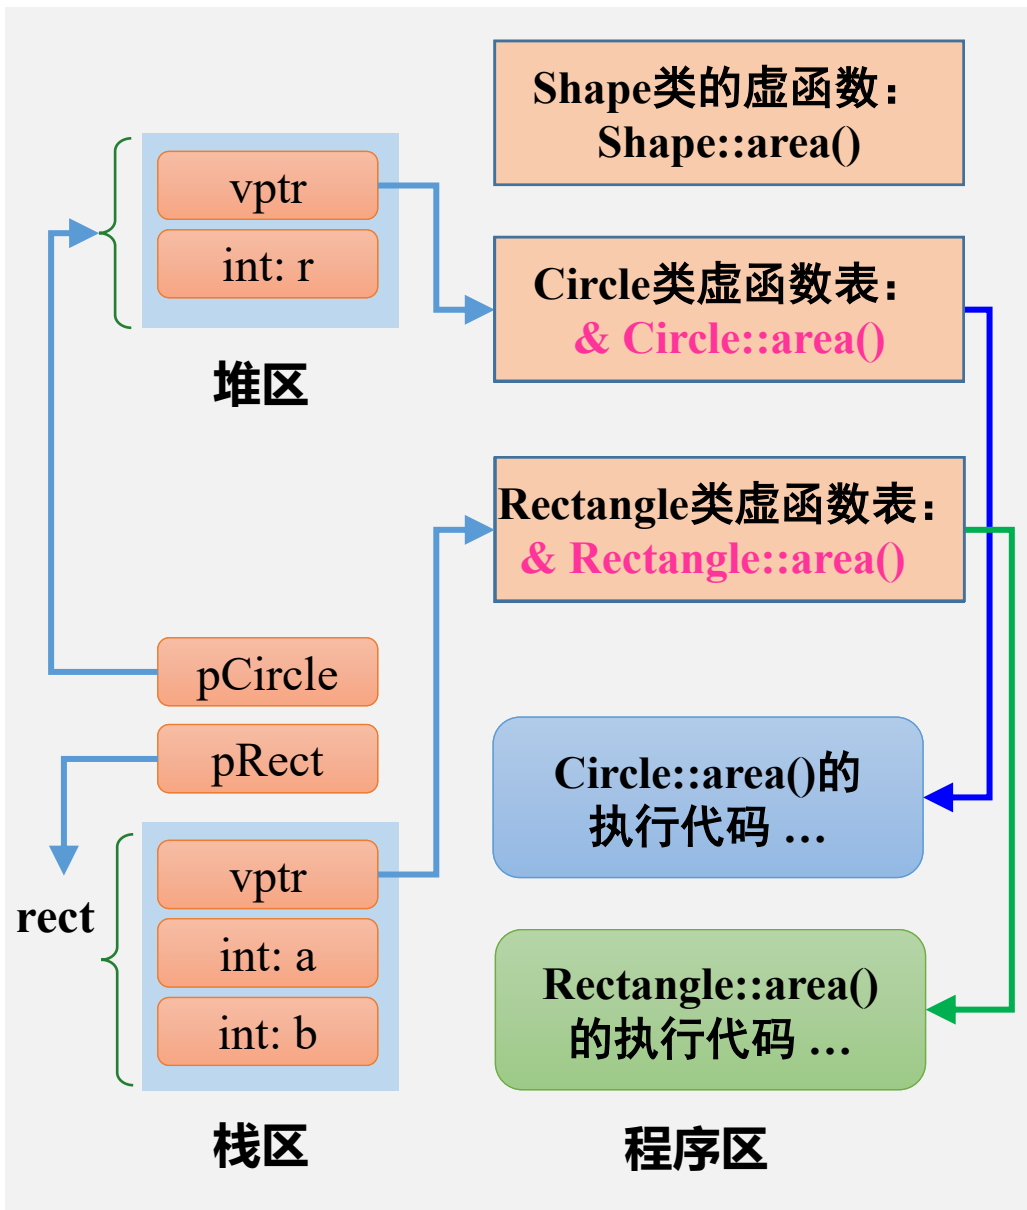 Shape类的虚函数：
Shape::area()
vptr
int: r
堆区
Circle类虚函数表：
& Circle::area()
Rectangle类虚函数表：
& Rectangle::area()
pCircle
pRect
rect
vptr
int: a
int: b
栈区
Circle::area()的
执行代码 ...
Rectangle::area()
的执行代码 ...
程序区